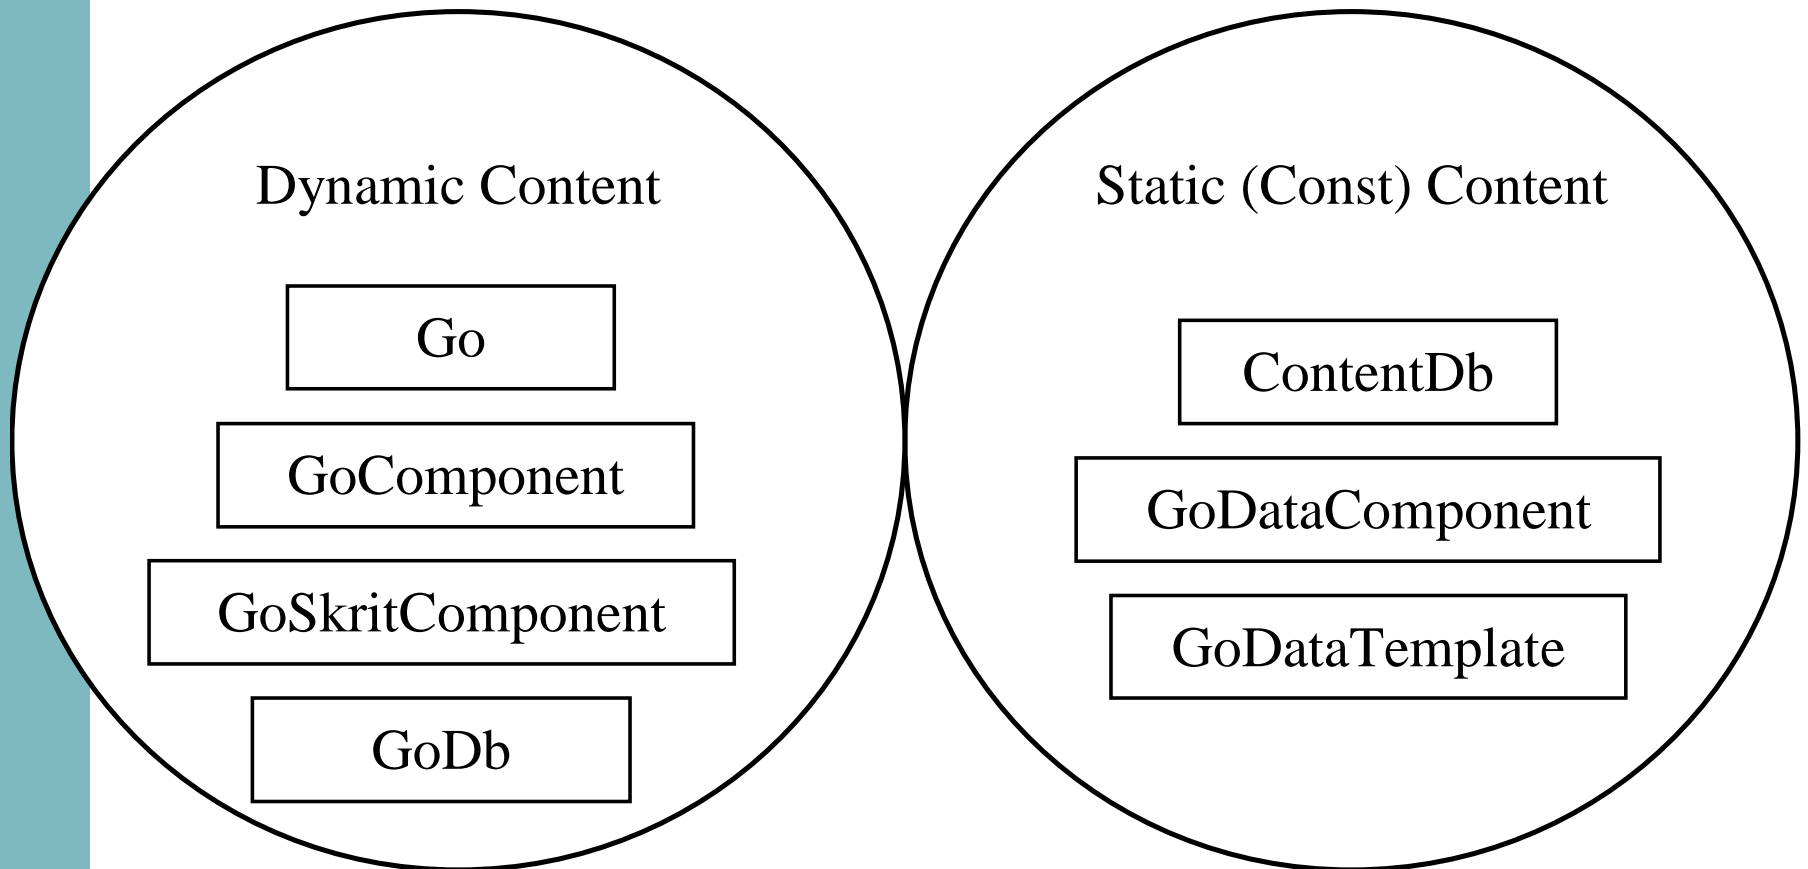 Dynamic Content
Go
GoComponent
GoSkritComponent
GoDb
Static (Const) Content
ContentDb
GoDataComponent
GoDataTemplate